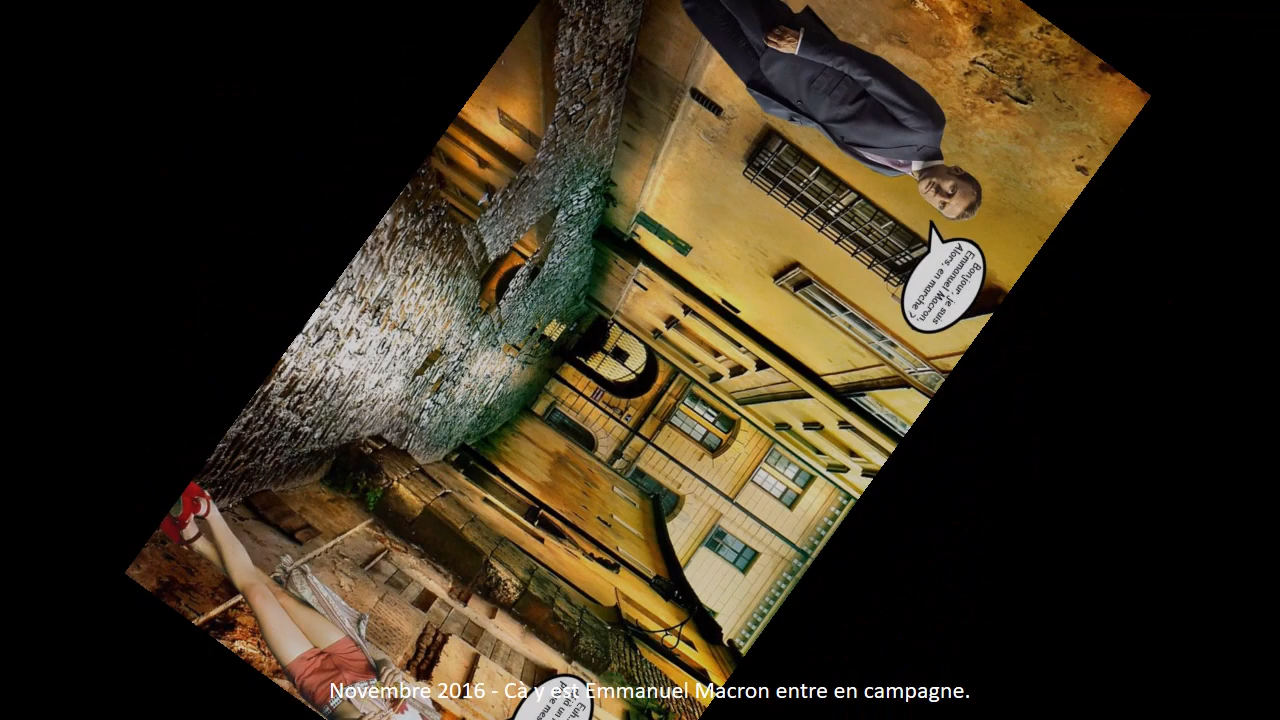 Bonjour, je suis
Emmanuel Macron,
Alors, en marche ?
Novembre 2016 - Cà y est Emmanuel Macron entre en campagne.